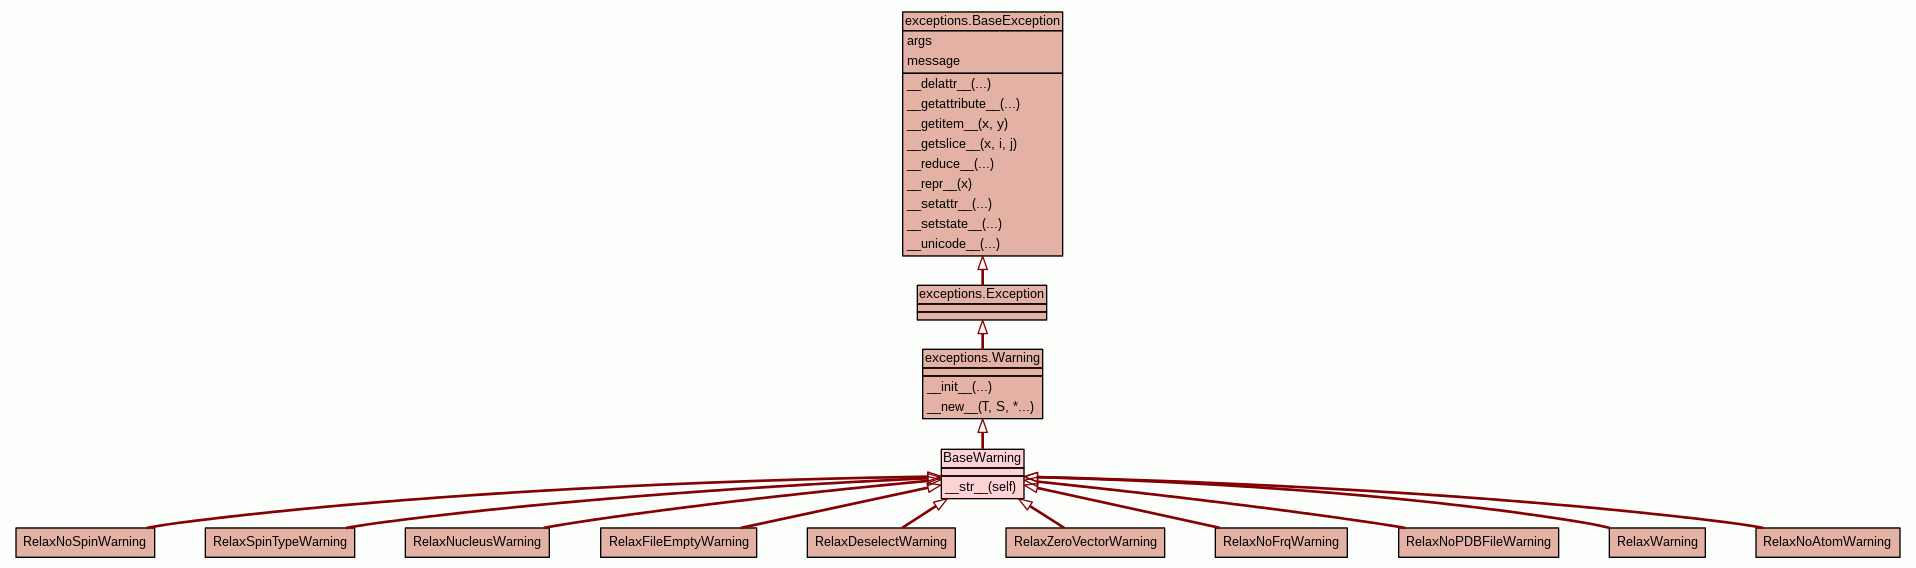 exceptions.BaseException
args
message
__delattr__(...)
__getattribute__(...)
__getitem__(x, y)
__getslice__(x, i, j)
__reduce__(...)
__repr__(x)
__setattr__(...)
__setstate__(...)
__unicode__(...)
exceptions.Exception
exceptions.Warning
__init__(...)
__new__(T, S, *...)
BaseWarning
__str__(self)
RelaxNoSpinWarning
RelaxSpinTypeWarning
RelaxNucleusWarning
RelaxFileEmptyWarning
RelaxDeselectWarning
RelaxZeroVectorWarning
RelaxNoFrqWarning
RelaxNoPDBFileWarning
RelaxWarning
RelaxNoAtomWarning